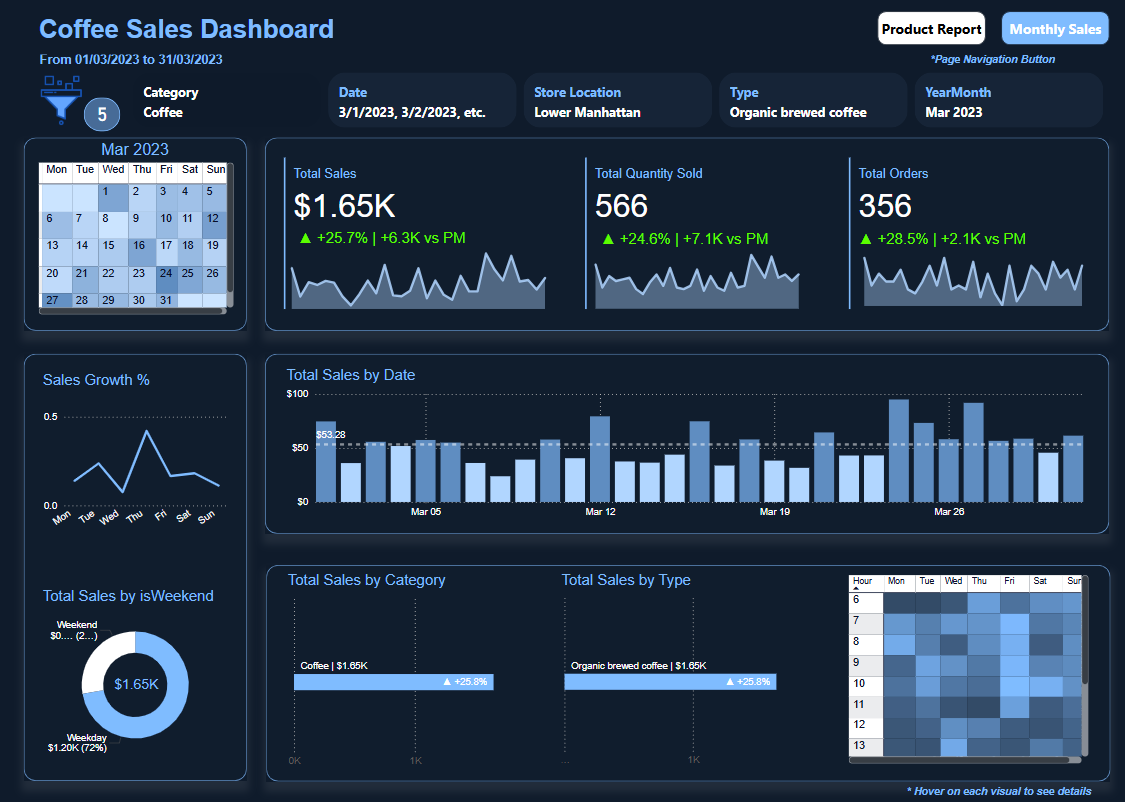 Coffee Sales Dashboard
Product Report
Monthly Sales
From 01/03/2023 to 31/03/2023
*Page Navigation Button
5
Category
Coffee
Date
3/1/2023, 3/2/2023, etc.
Store Location
Lower Manhattan
Type
Organic brewed coffee
YearMonth
Mar 2023
Mar 2023
Mon Tue Wed Thu Fri Sat Sun
1 2 3 4 5
6 7 8 9 10 11 12
13 14 15 16 17 18 19
20 21 22 23 24 25 26
27 28 29 30 31
Total Sales
$1.65K
▲ +25.7% | +6.3K vs PM
Total Quantity Sold
566
▲ +24.6% | +7.1K vs PM
Total Orders
356
▲ +28.5% | +2.1K vs PM
Sales Growth %
0.5
0.0
Mon Tue Wed Thu Fri Sat Sun
Total Sales by Date
$100
$53.28
$50
$0
Mar 05 Mar 12 Mar 19 Mar 26
Total Sales by isWeekend
Weekend
$0.... (2...)
$1.65K
Weekday
$1.20K (72%)
Total Sales by Category
Coffee | $1.65K
▲ +25.8%
0K 1K
Total Sales by Type
Organic brewed coffee | $1.65K
▲ +25.8%
... 1K
Hour Mon Tue Wed Thu Fri Sat Sun
6
7
8
9
10
11
12
13
* Hover on each visual to see details